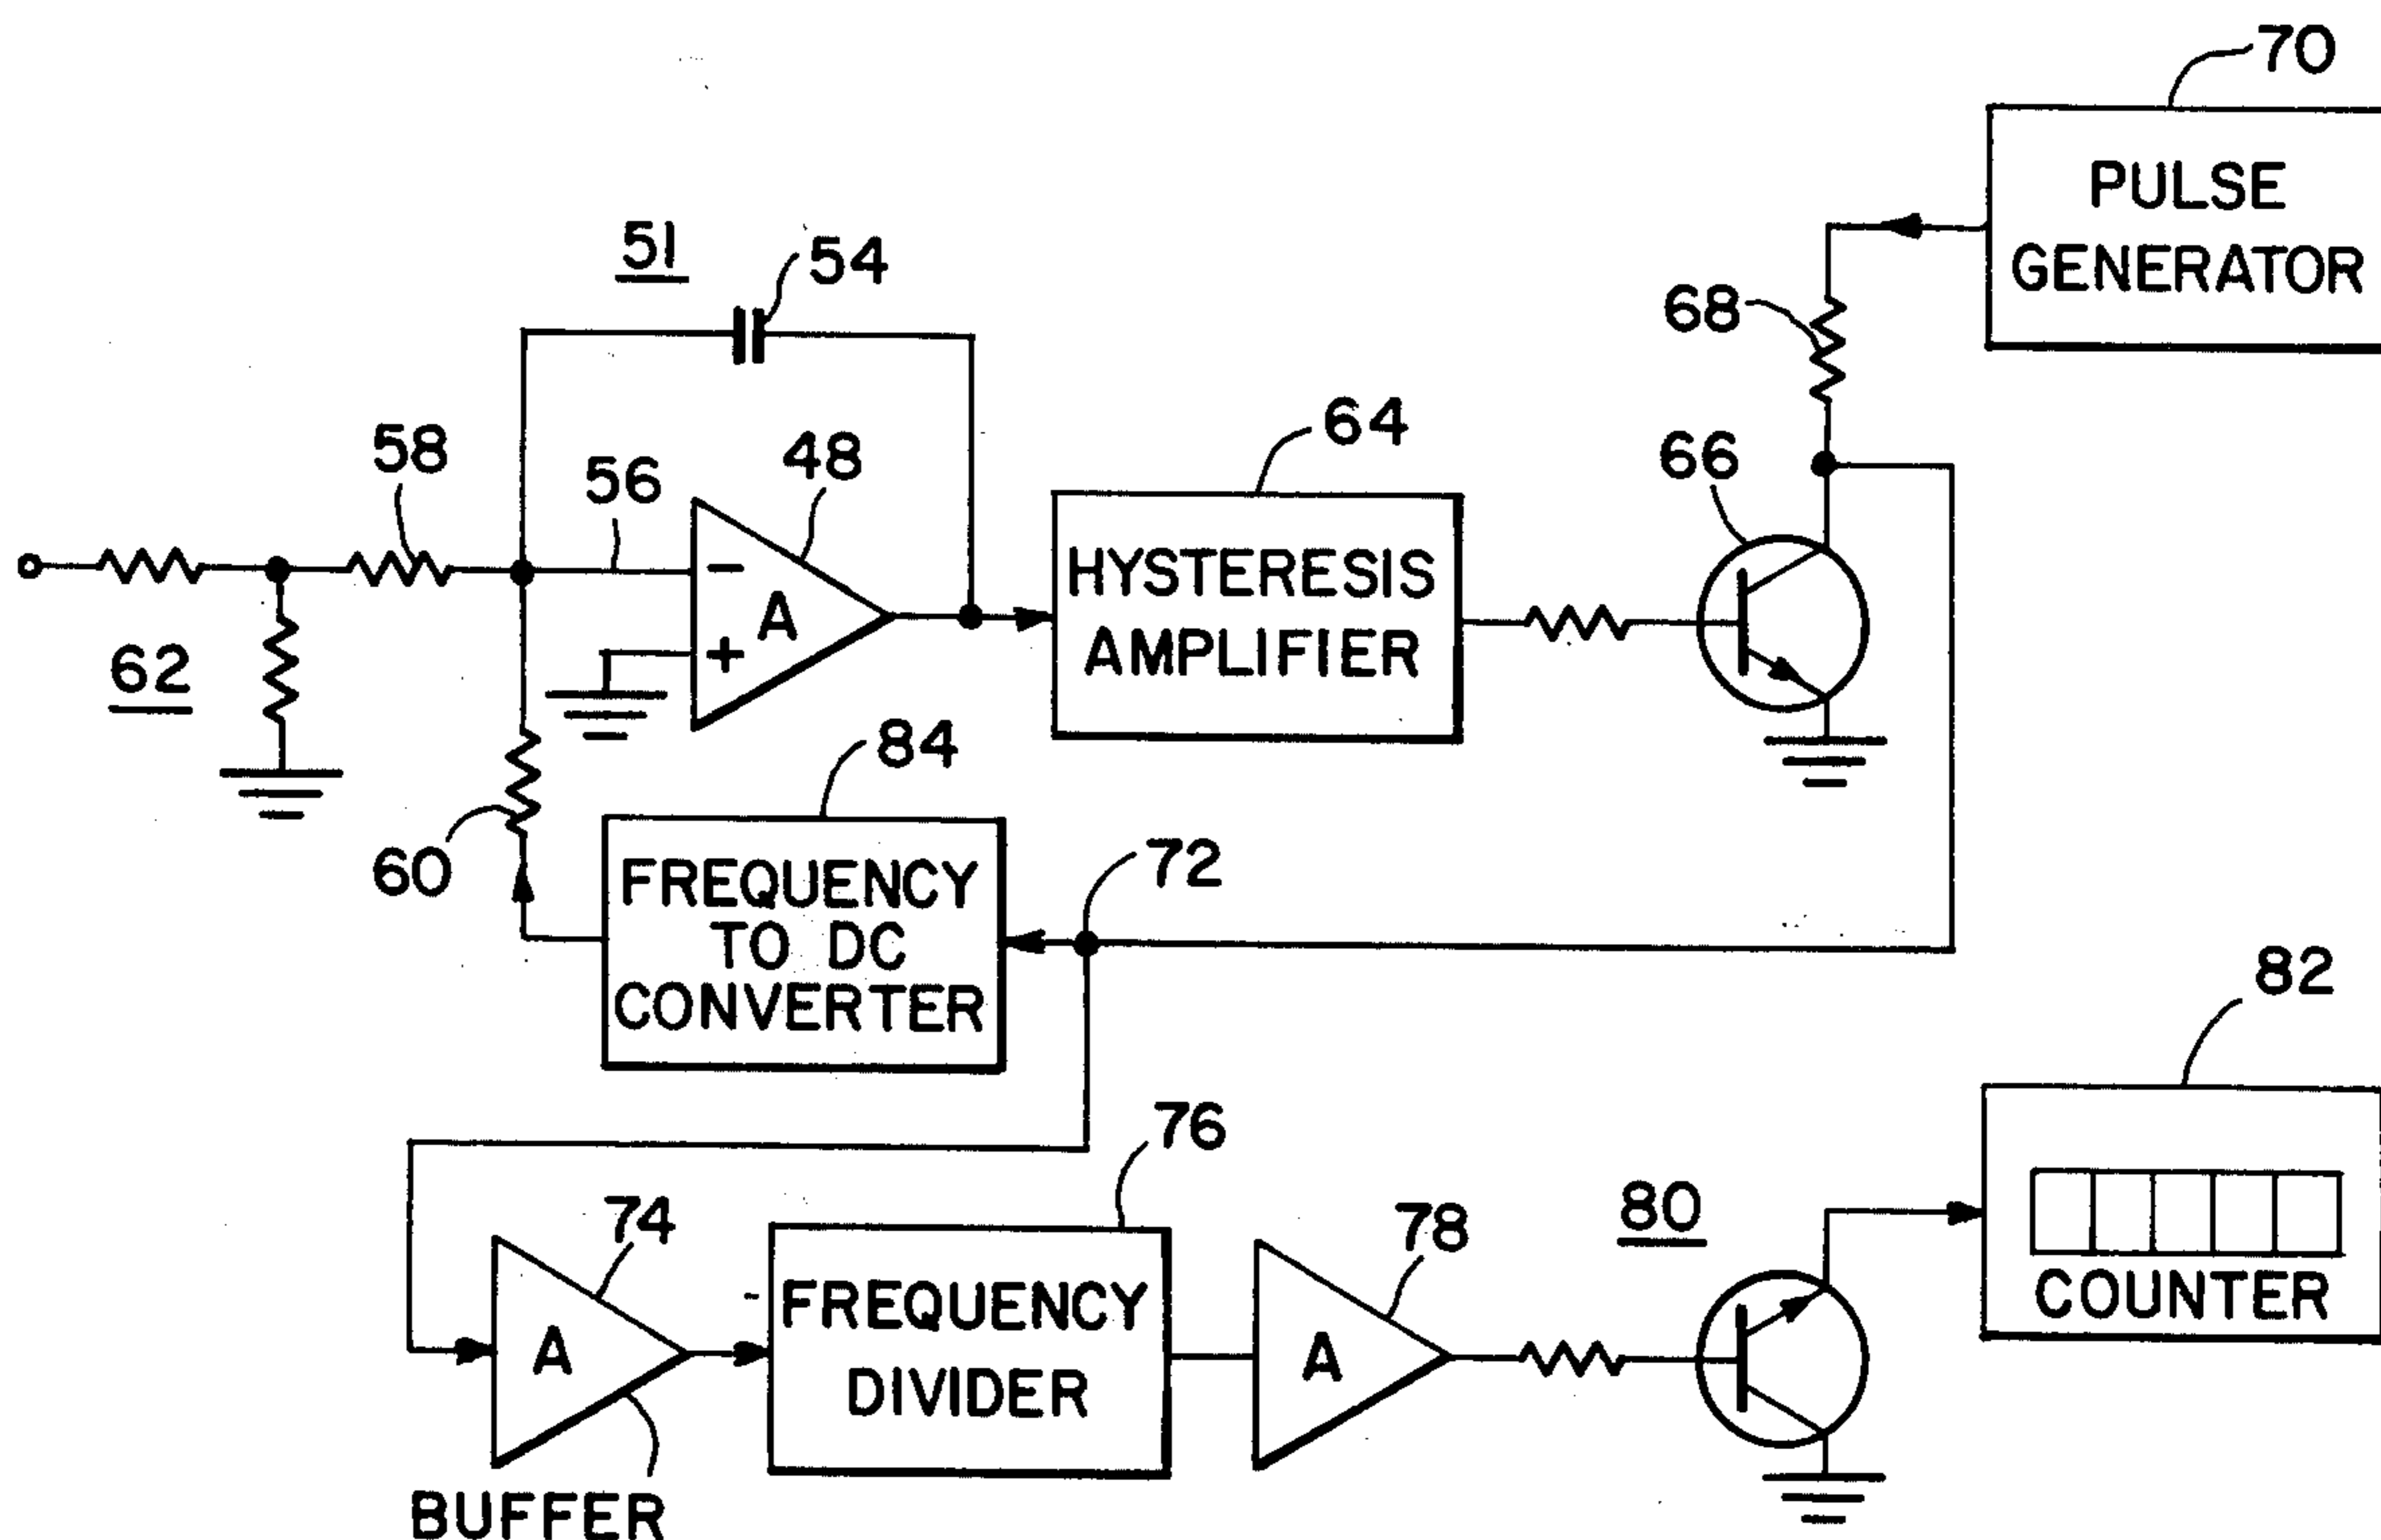 70
PULSE
GENERATOR
51
54
68
58
56
48
64
66
HYSTERESIS
AMPLIFIER
-
+
A
62
84
60
FREQUENCY
TO DC
CONVERTER
72
82
76
74
78
80
A
FREQUENCY
DIVIDER
A
COUNTER
BUFFER